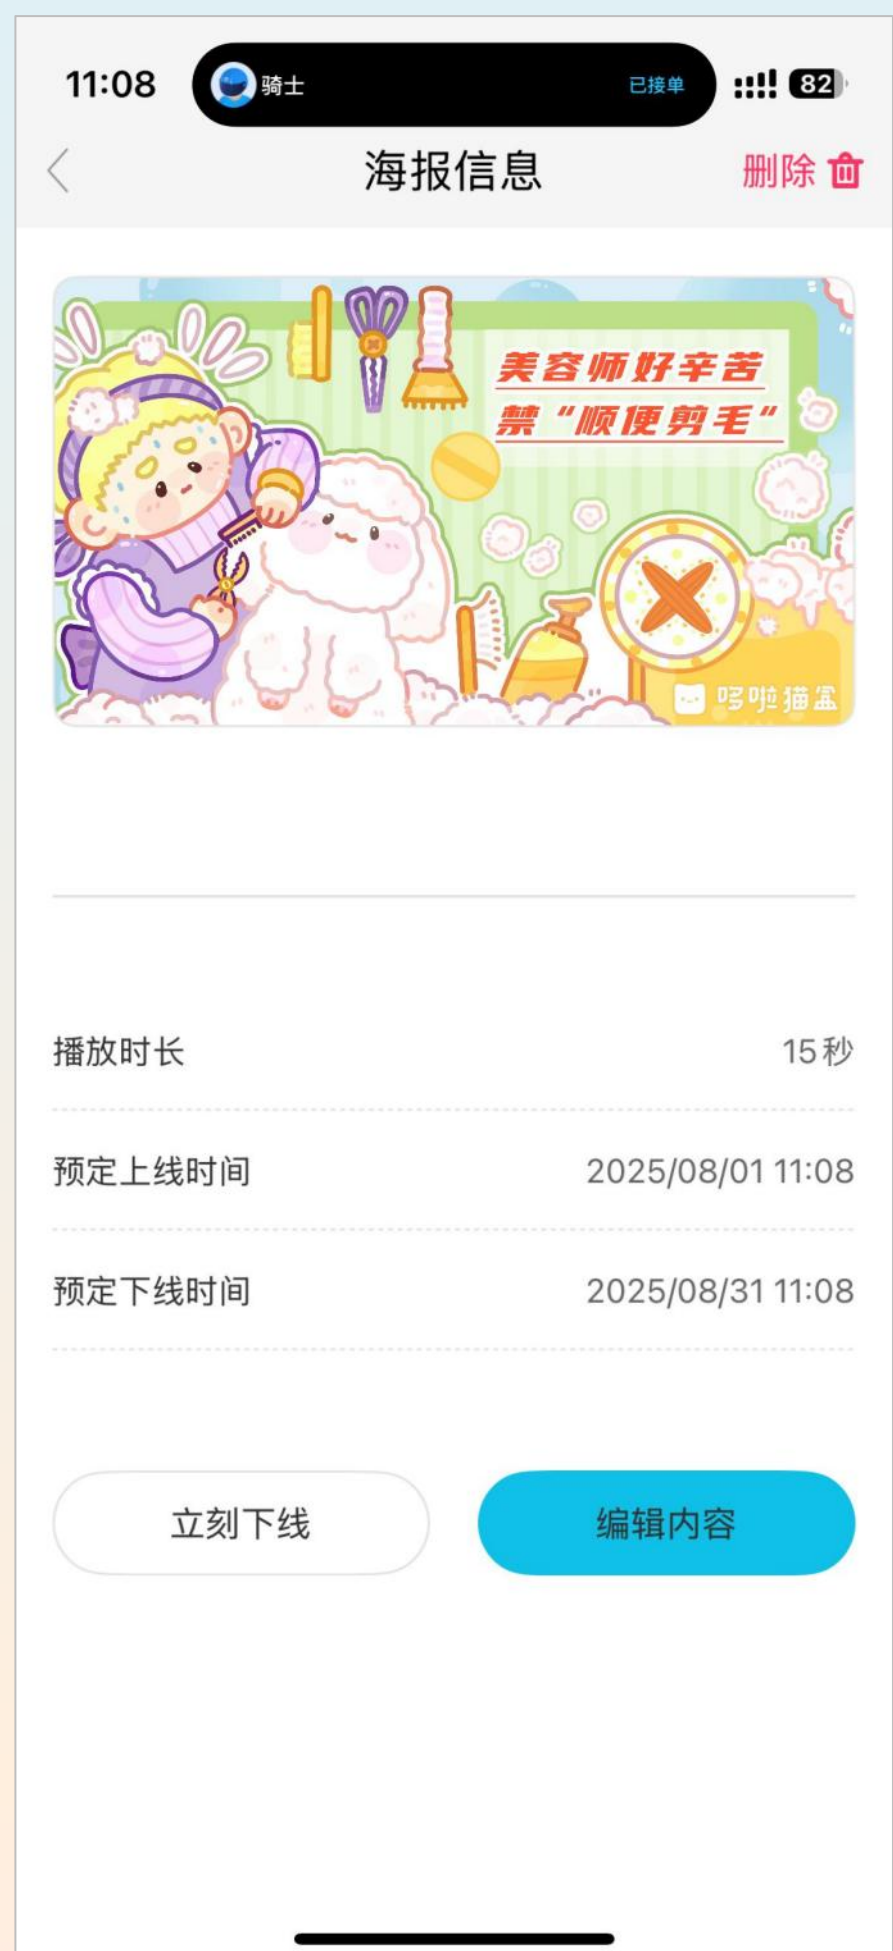 11:08
骑士
已接单
82
海报信息
删除
美容师好辛苦
禁“顺便剪毛”
哆啦猫盒
播放时长
15秒
预定上线时间
2025/08/01 11:08
预定下线时间
2025/08/31 11:08
立刻下线
编辑内容